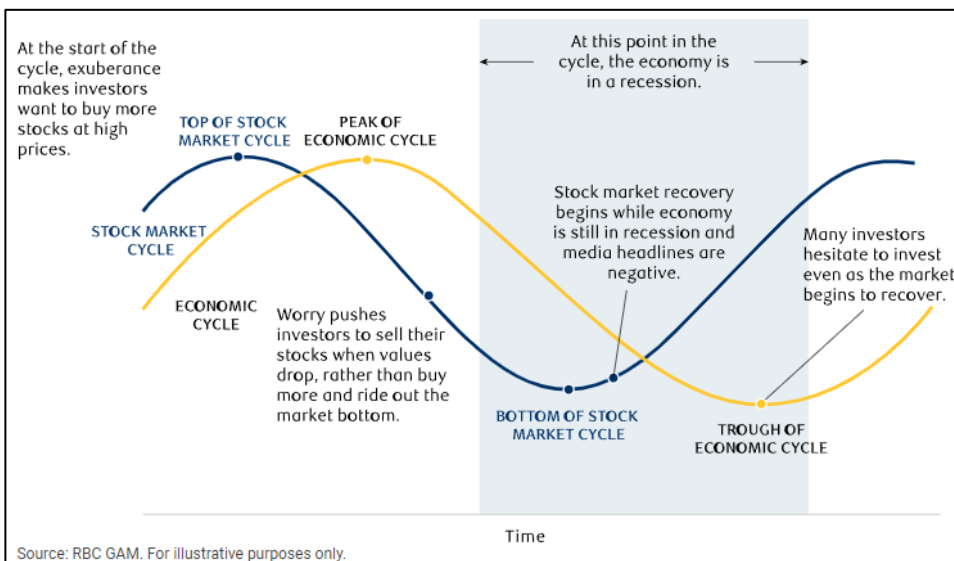 At the start of the
cycle, exuberance
makes investors
want to buy more
stocks at high
prices.
TOP OF STOCK
MARKET CYCLE
PEAK OF
ECONOMIC CYCLE
At this point in the
cycle, the economy is
in a recession.
STOCK MARKET
CYCLE
ECONOMIC
CYCLE
Worry pushes
investors to sell their
stocks when values
drop, rather than buy
more and ride out the
market bottom.
Stock market recovery
begins while economy
is still in recession and
media headlines are
negative.
Many investors
hesitate to invest
even as the market
begins to recover.
BOTTOM OF STOCK
MARKET CYCLE
TROUGH OF
ECONOMIC CYCLE
Time
Source: RBC GAM. For illustrative purposes only.